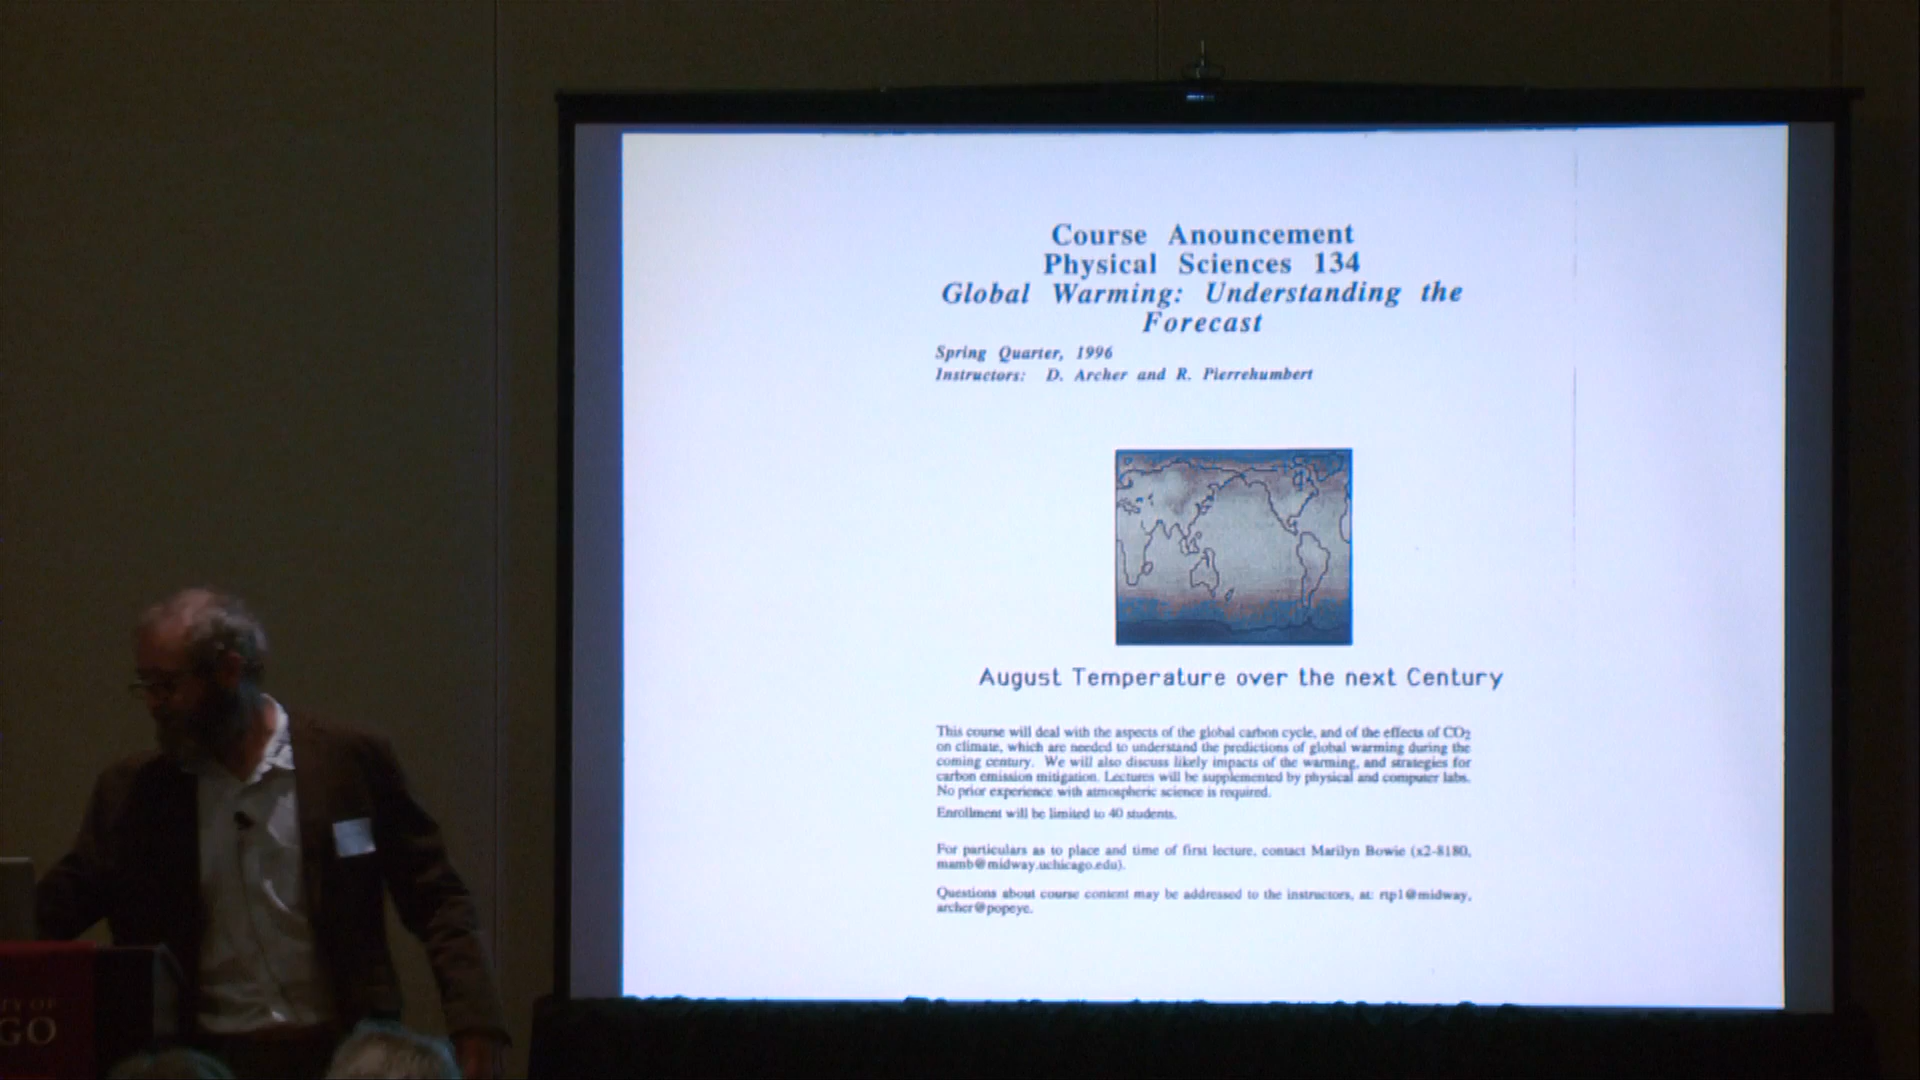 Course Anouncement
Physical Sciences 134
Global Warming: Understanding the
Forecast
Spring Quarter, 1996
Instructors: D. Archer and R. Pierrehumbert
August Temperature over the next Century
This course will deal with the aspects of the global carbon cycle, and of the effects of CO2
on climate, which are needed to understand the predictions of global warming during the
coming century. We will also discuss likely impacts of the warming, and strategies for
carbon emission mitigation. Lectures will be supplemented by physical and computer labs.
No prior experience with atmospheric science is required.
Enrollment will be limited to 40 students.
For particulars as to place and time of first lecture, contact Marilyn Bowie (x2-8180,
mamb@midway.uchicago.edu).
Questions about course content may be addressed to the instructors, at: rtp1@midway,
archer@popeye.
TY OF
GO